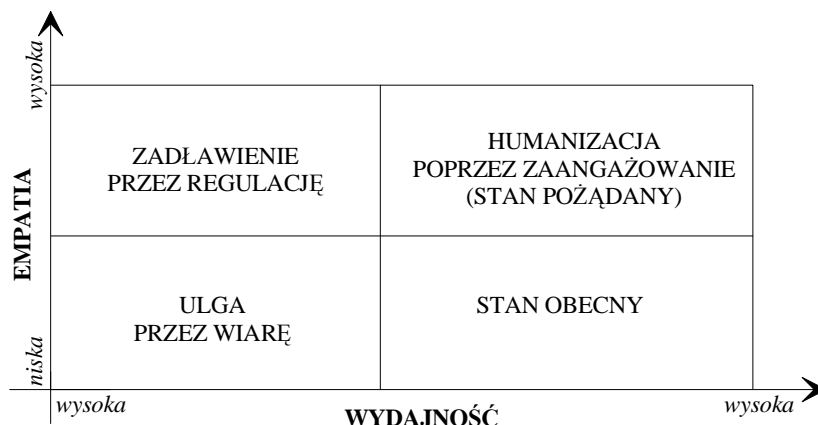 wysoka
ZADŁAWIENIE
PRZEZ REGULACJĘ
HUMANIZACJA
POPRZEZ ZAANGAŻOWANIE
(STAN POŻĄDANY)
EMPATIA
ULGA
PRZEZ WIARĘ
STAN OBECNY
niska
wysoka
WYDAJNOŚĆ
wysoka